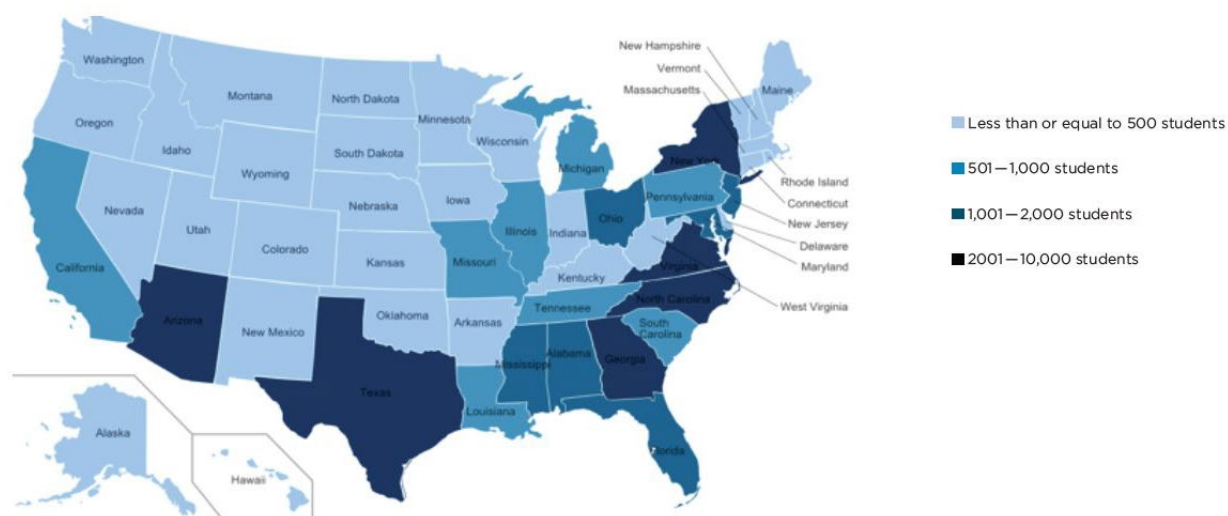 New Hampshire
Vermont
Massachusetts
Washington
Montana
North Dakota
Minnesota
Maine
Oregon
Idaho
Wyoming
South Dakota
Wisconsin
Michigan
New York
Rhode Island
Connecticut
New Jersey
Delaware
Maryland
West Virginia
Nevada
Utah
Colorado
Nebraska
Kansas
Iowa
Illinois
Indiana
Ohio
Pennsylvania
California
Missouri
Kentucky
Virginia
Arizona
New Mexico
Oklahoma
Arkansas
Tennessee
North Carolina
South
Carolina
Texas
Louisiana
Mississippi
Alabama
Georgia
Florida
Alaska
Hawaii
Less than or equal to 500 students
501—1,000 students
1,001—2,000 students
2001—10,000 students